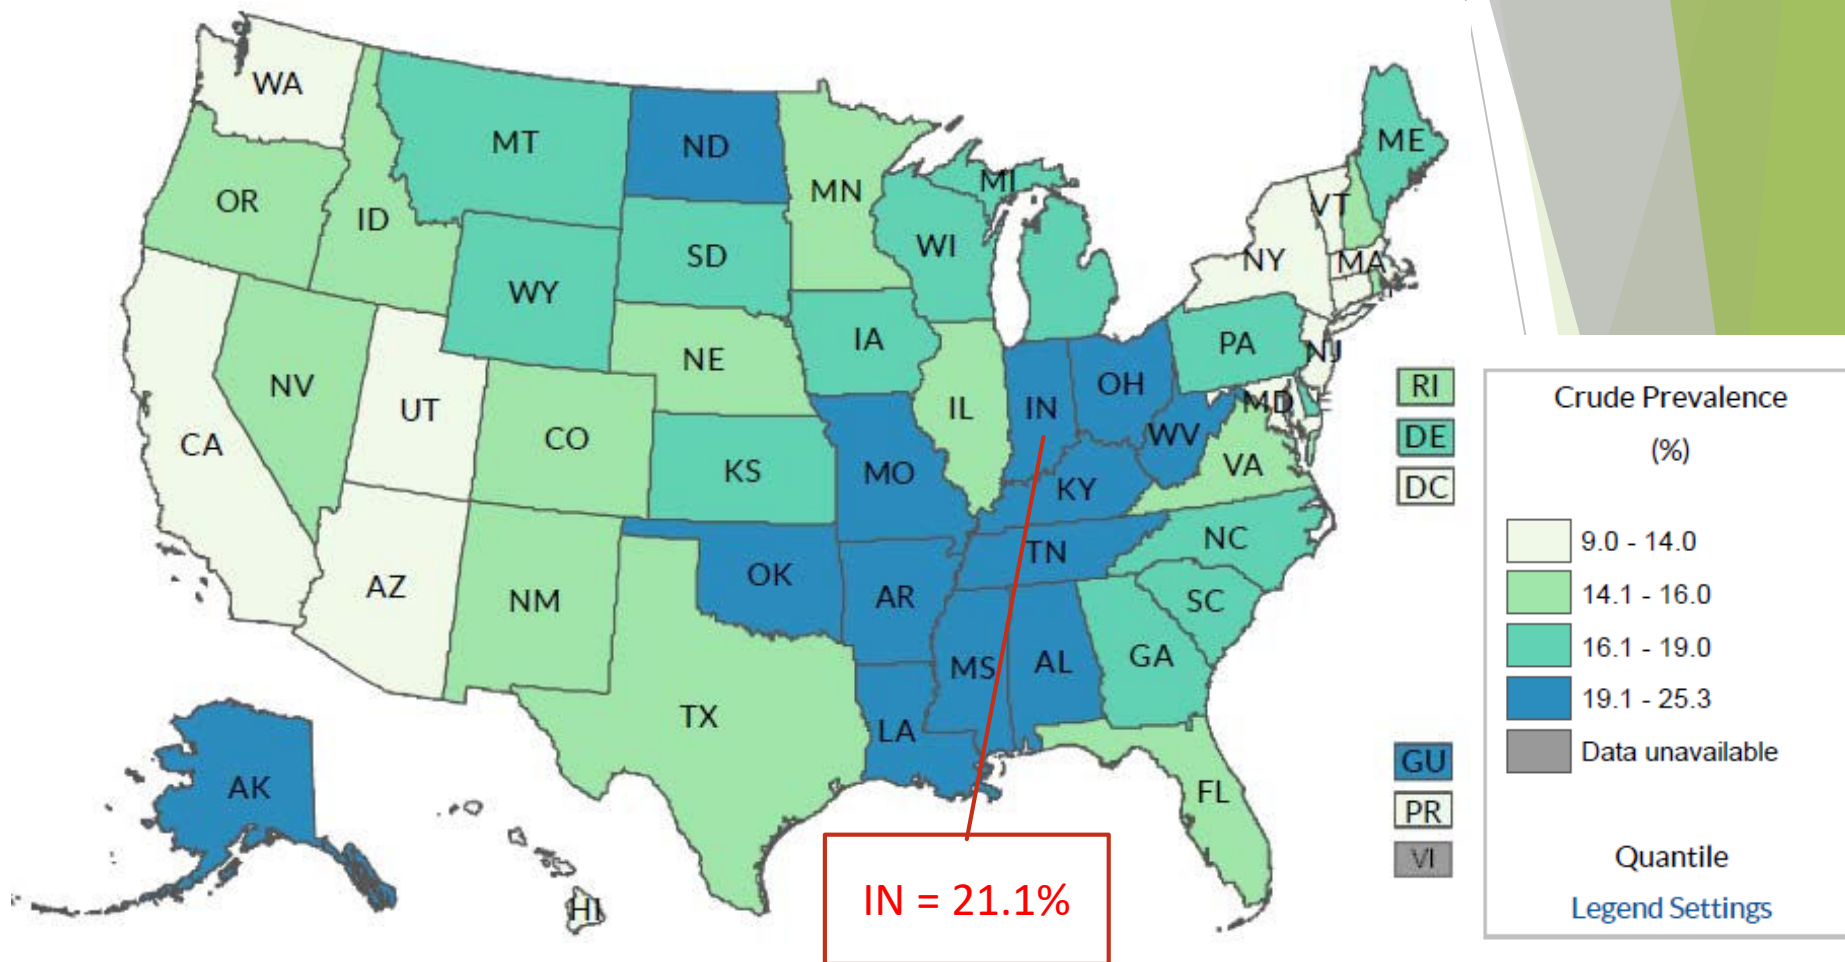 WA
MT
ND
MN
OR
ID
WY
SD
WI
MI
ME
VT
NY
MA
NV
UT
CO
NE
IA
IL
IN
OH
PA
NJ
MD
CA
KS
MO
KY
WV
VA
AZ
NM
OK
AR
TN
NC
SC
TX
LA
MS
AL
GA
FL
AK
HI
RI
DE
DC
GU
PR
VI
IN = 21.1%
Crude Prevalence
(%)
9.0 - 14.0
14.1 - 16.0
16.1 - 19.0
19.1 - 25.3
Data unavailable
Quantile
Legend Settings